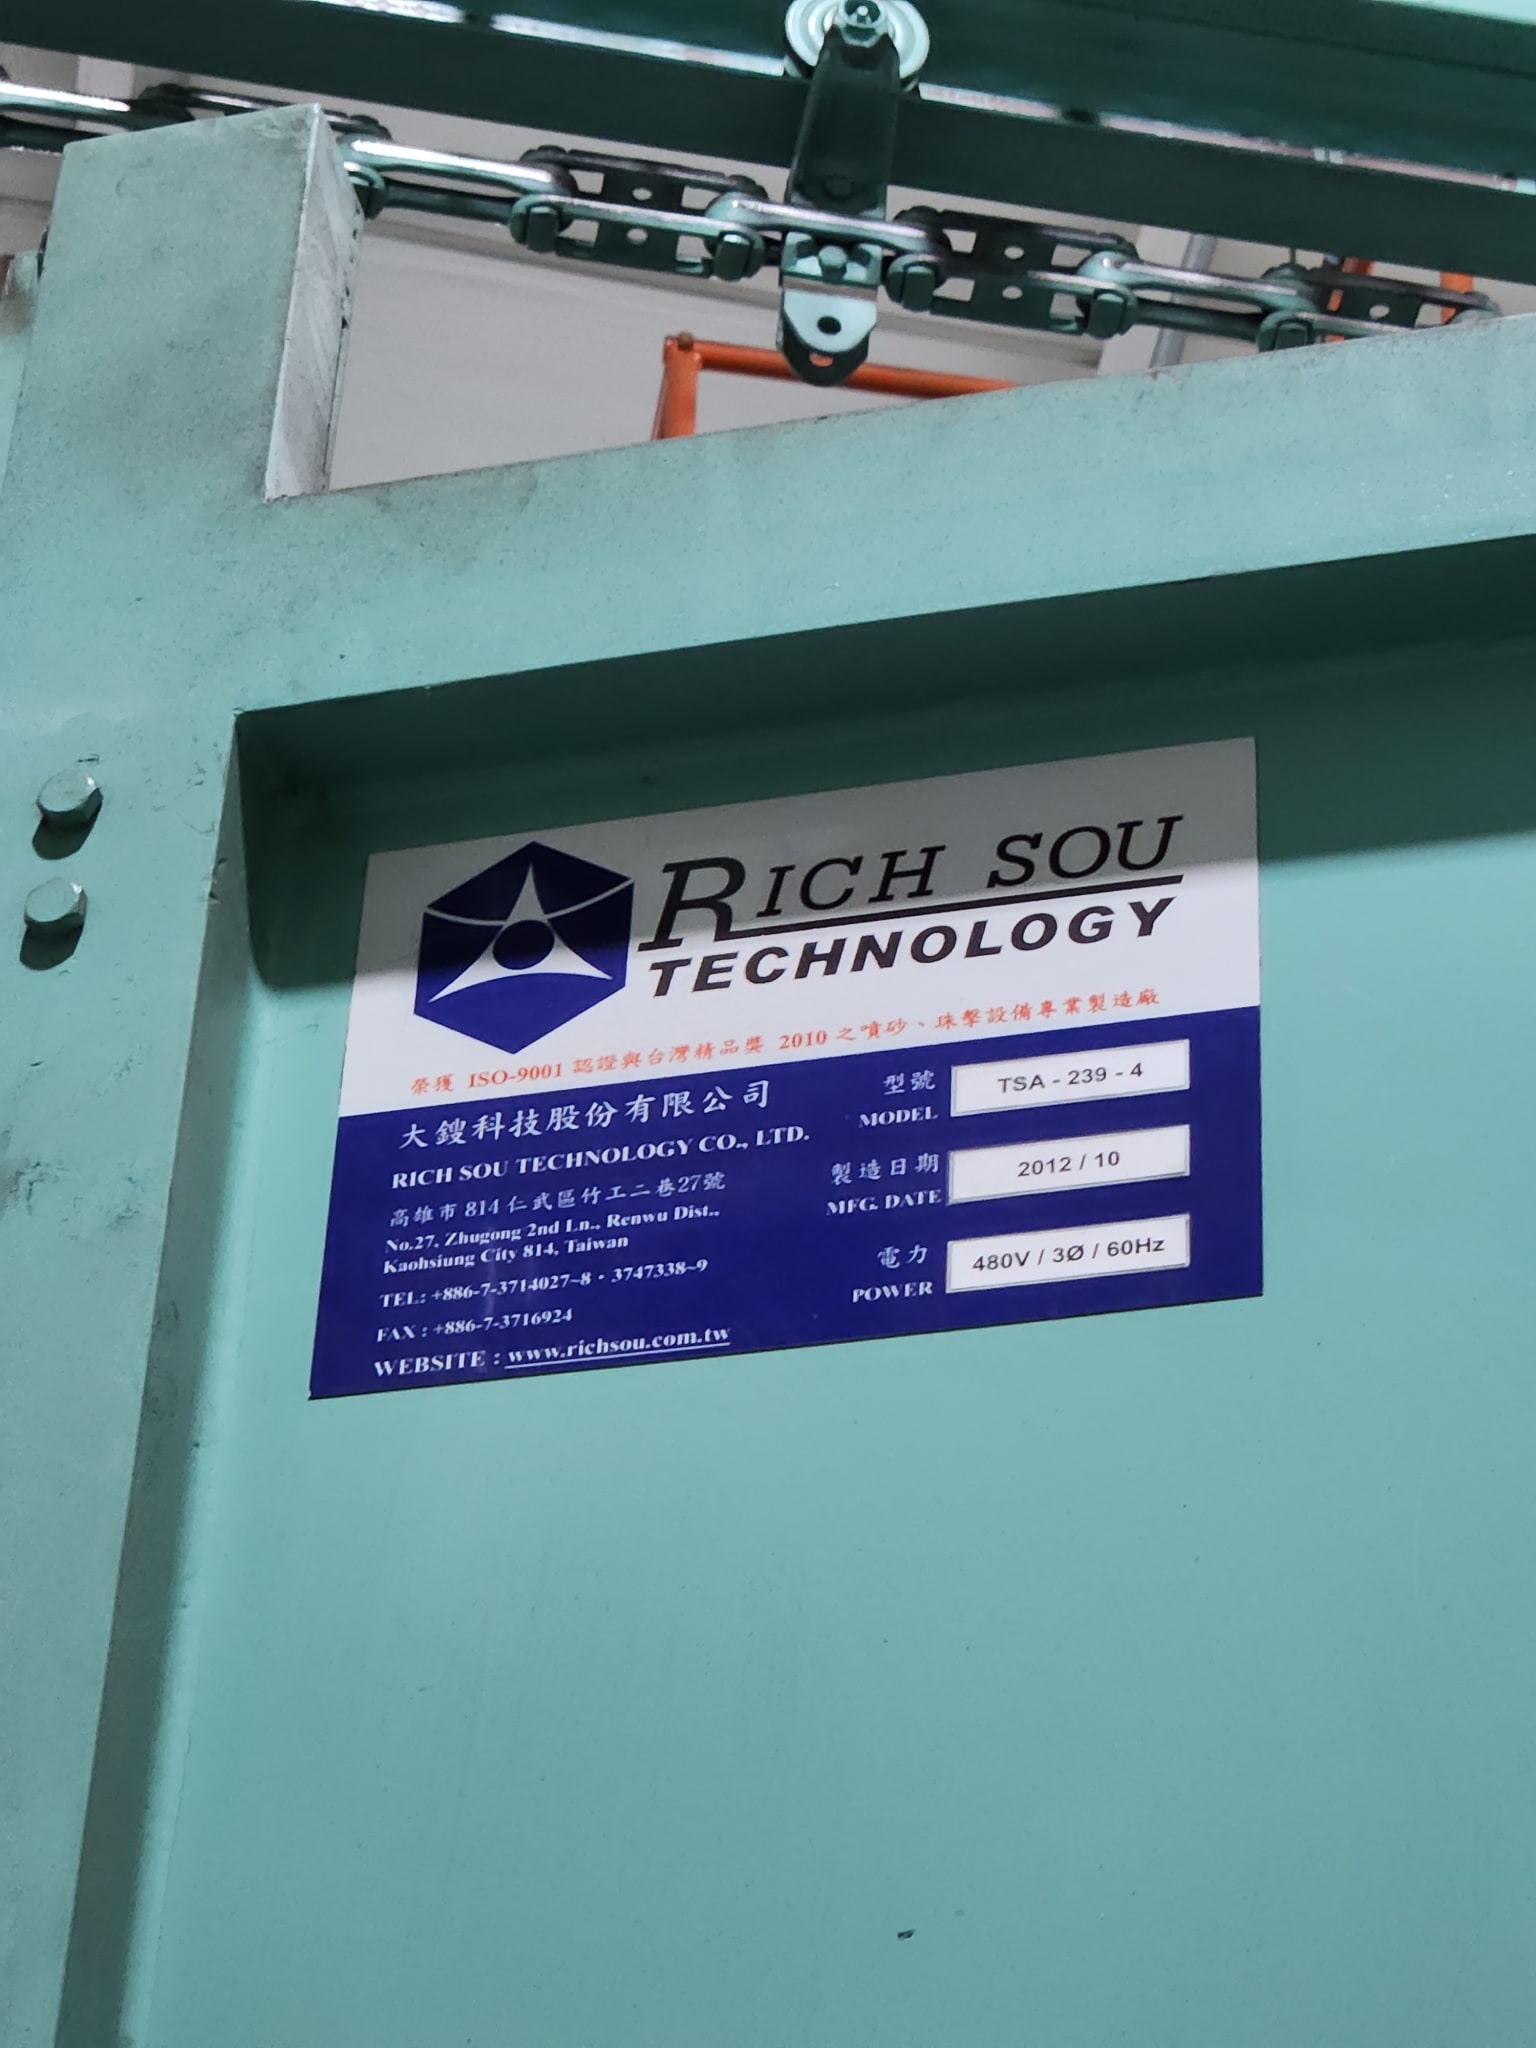 RICH SOU
TECHNOLOGY
榮獲 ISO-9001 認證與台灣精品獎 2010 之噴砂、珠擊設備專業製造廠
大鎪科技股份有限公司
RICH SOU TECHNOLOGY CO., LTD.
高雄市 814 仁武區竹工二巷27號
No.27, Zhugong 2nd Ln., Renwu Dist.,
Kaohsiung City 814, Taiwan
TEL: +886-7-3714027~8・3747338~9
FAX : +886-7-3716924
WEBSITE : www.richsou.com.tw
型號
MODEL
TSA - 239 - 4
製造日期
MFG. DATE
2012 / 10
電力
POWER
480V / 3Ø / 60Hz